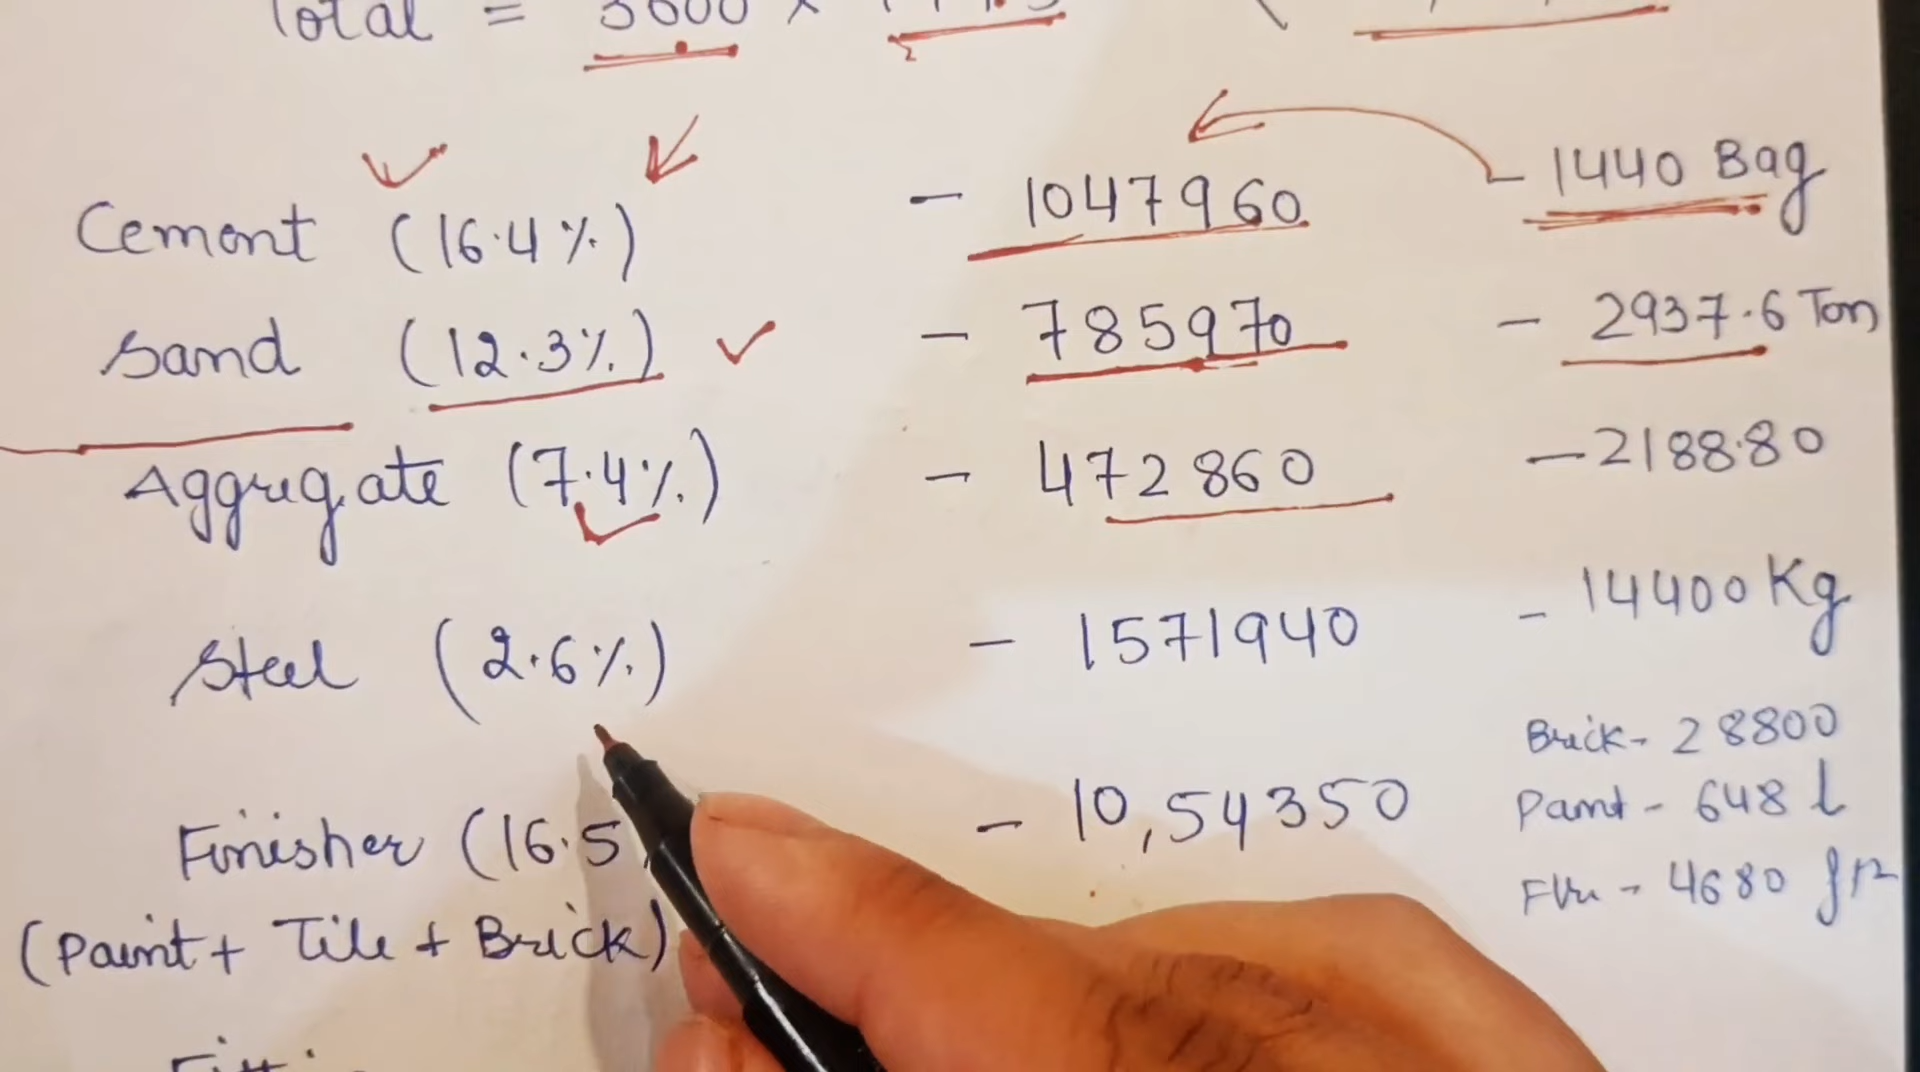 Total = 3600 ×
Cement (16.4%) - 1047960 - 1440 Bag
Sand (12.3%) - 785970 - 2937.6 Ton
Aggregate (7.4%) - 472860 - 2188.80
Steel (2.6%) - 1571940 - 14400 Kg
Finisher (16.5 - 10,54350
Brick - 28800
Paint - 648 l
- 4680 ft2
(Paint + Tile + Brick)